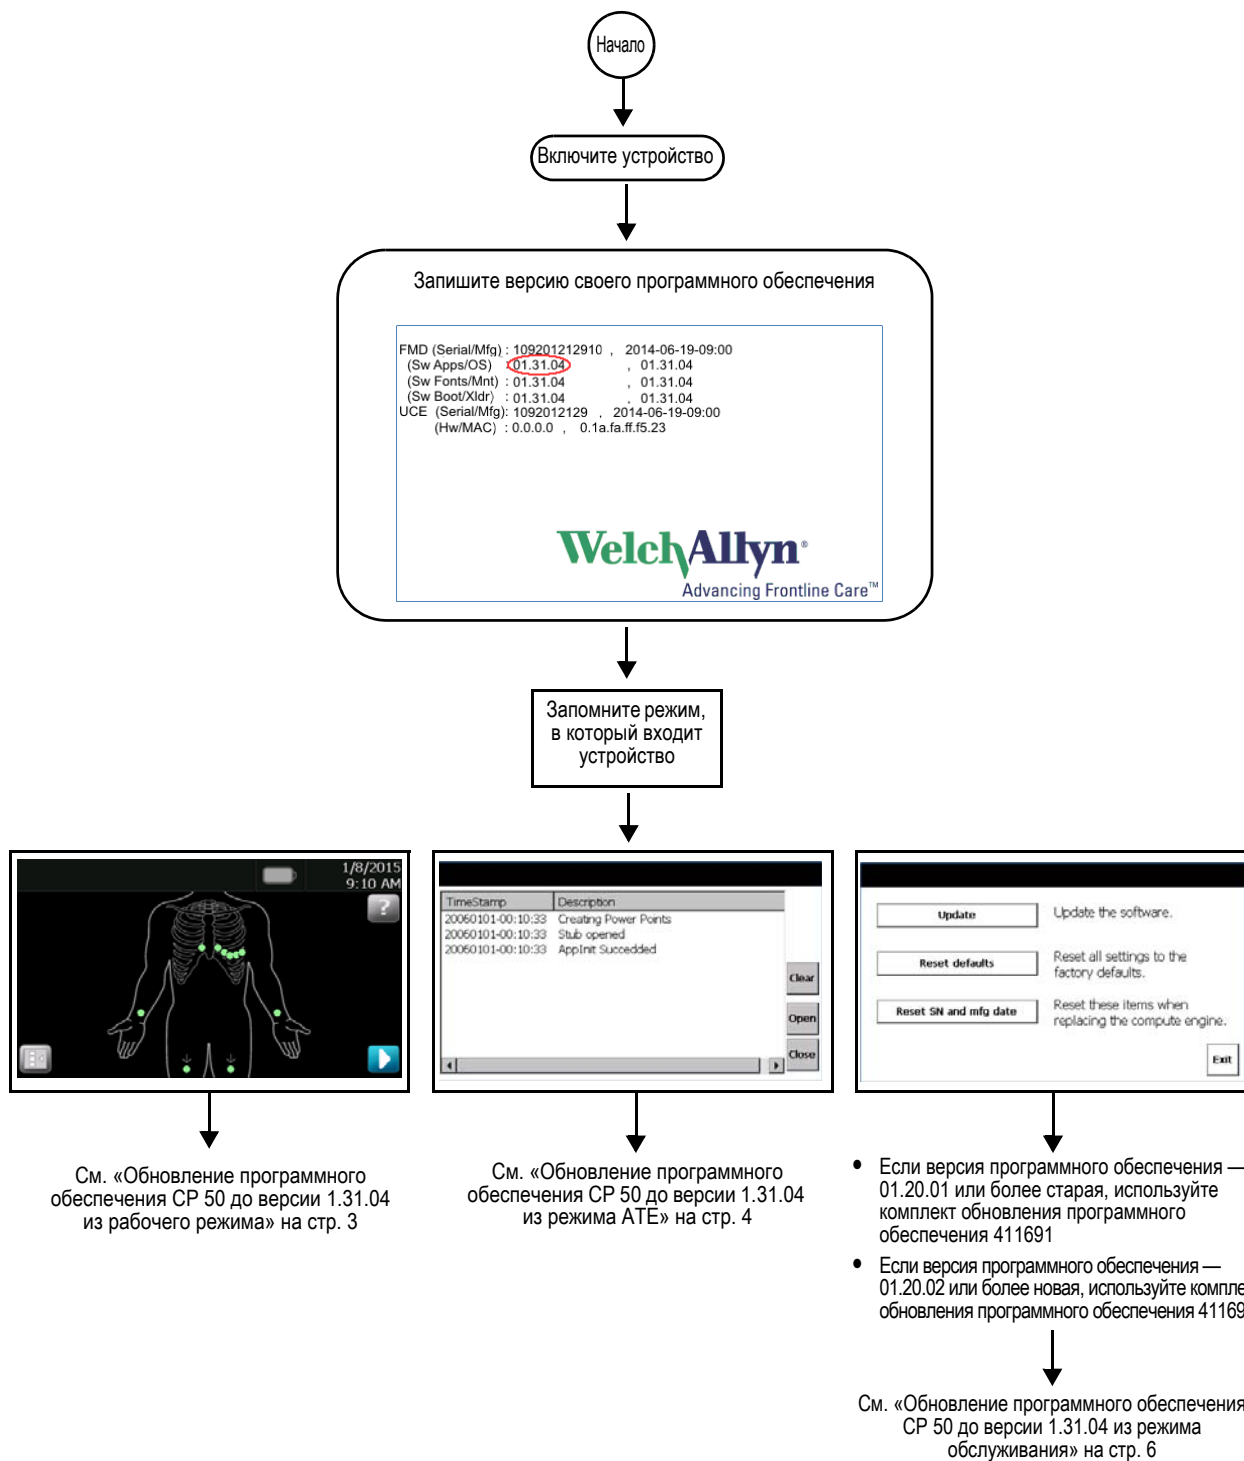 Начало
Включите устройство
Запишите версию своего программного обеспечения
FMD (Serial/Mfg) : 109201212910 , 2014-06-19-09:00
(Sw Apps/OS) : 01.31.04 , 01.31.04
(Sw Fonts/Mnt) : 01.31.04 , 01.31.04
(Sw Boot/Xldr) : 01.31.04 , 01.31.04
UCE (Serial/Mfg): 1092012129 , 2014-06-19-09:00
(Hw/MAC) : 0.0.0.0 , 0.1a.fa.ff.f5.23
WelchAllyn®
Advancing Frontline Care™
Запомните режим,
в который входит
устройство
1/8/2015
9:10 AM
?
TimeStamp Description
20060101-00:10:33 Creating Power Points
20060101-00:10:33 Stub opened
20060101-00:10:33 AppInit Succedded
Clear
Open
Close
Update Update the software.
Reset defaults Reset all settings to the
factory defaults.
Reset SN and mfg date Reset these items when
replacing the compute engine.
Exit
См. «Обновление программного
обеспечения CP 50 до версии 1.31.04
из рабочего режима» на стр. 3
См. «Обновление программного
обеспечения CP 50 до версии 1.31.04
из режима ATE» на стр. 4
• Если версия программного обеспечения —
01.20.01 или более старая, используйте
комплект обновления программного
обеспечения 411691
• Если версия программного обеспечения —
01.20.02 или более новая, используйте компле
обновления программного обеспечения 41169
См. «Обновление программного обеспечения
CP 50 до версии 1.31.04 из режима
обслуживания» на стр. 6